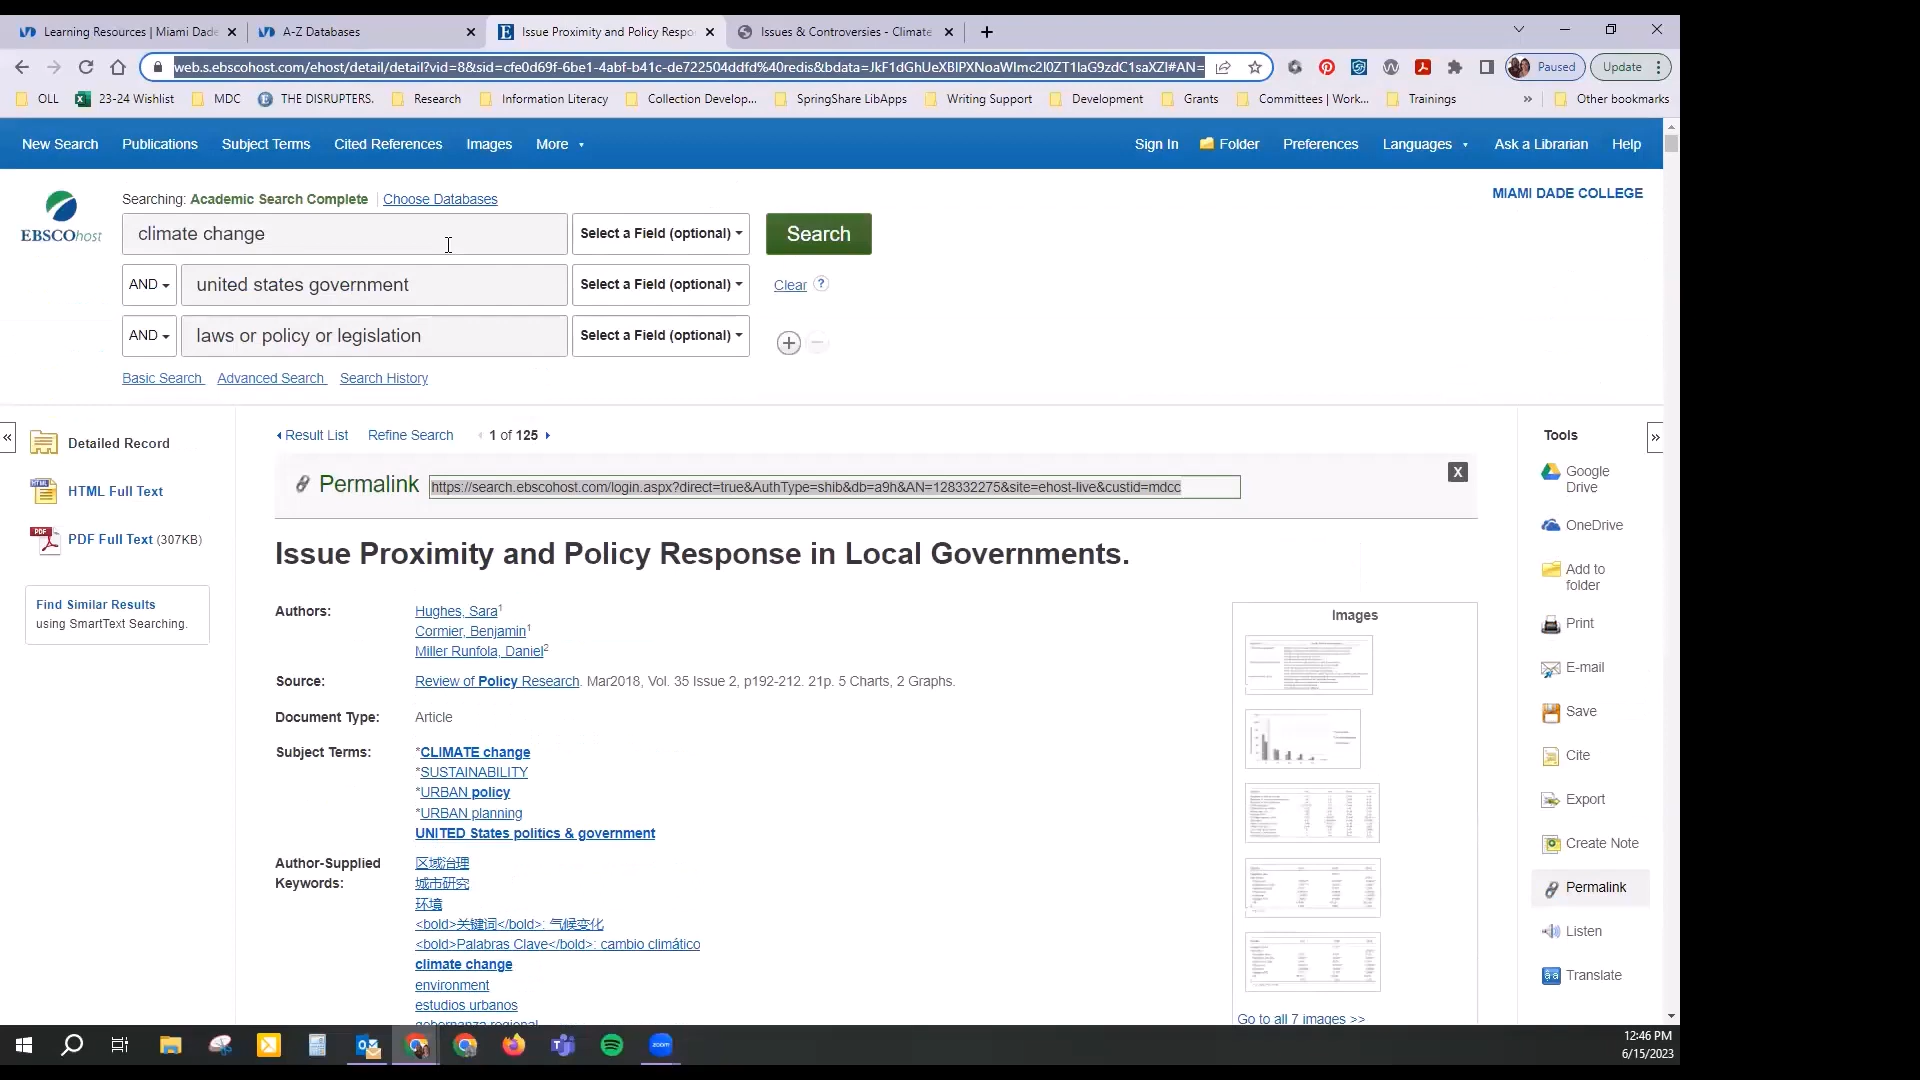 Learning Resources | Miami Dade
A-Z Databases
Issue Proximity and Policy Respo
Issues & Controversies - Climate
web.s.ebscohost.com/ehost/detail/detail?vid=8&sid=cfe0d69f-6be1-4abf-b41c-de722504ddfd%40redis&bdata=JkF1dGhUeXBlPXNoaWImc2l0ZT1laG9zdC1saXZl#AN=
Paused
Update
OLL
23-24 Wishlist
MDC
THE DISRUPTERS.
Research
Information Literacy
Collection Develop...
SpringShare LibApps
Writing Support
Development
Grants
Committees | Work...
Trainings
»
Other bookmarks
New Search
Publications
Subject Terms
Cited References
Images
More
Sign In
Folder
Preferences
Languages
Ask a Librarian
Help
EBSCOhost
Searching: Academic Search Complete | Choose Databases
MIAMI DADE COLLEGE
climate change
Select a Field (optional)
Search
AND
united states government
Select a Field (optional)
Clear
?
AND
laws or policy or legislation
Select a Field (optional)
Basic Search
Advanced Search
Search History
«
Detailed Record
HTML Full Text
PDF Full Text (307KB)
Find Similar Results
using SmartText Searching.
Result List
Refine Search
1 of 125
Permalink
https://search.ebscohost.com/login.aspx?direct=true&AuthType=shib&db=a9h&AN=128332275&site=ehost-live&custid=mdcc
X
Issue Proximity and Policy Response in Local Governments.
Authors:
Hughes, Sara1
Cormier, Benjamin1
Miller Runfola, Daniel2
Source:
Review of Policy Research. Mar2018, Vol. 35 Issue 2, p192-212. 21p. 5 Charts, 2 Graphs.
Document Type:
Article
Subject Terms:
*CLIMATE change
*SUSTAINABILITY
*URBAN policy
*URBAN planning
UNITED States politics & government
Author-Supplied
Keywords:
区域治理
城市研究
环境
<bold>关键词</bold>: 气候变化
<bold>Palabras Clave</bold>: cambio climático
climate change
environment
estudios urbanos
gobernanza regional
Images
Go to all 7 images >>
Tools
»
Google
Drive
OneDrive
Add to
folder
Print
E-mail
Save
Cite
Export
Create Note
Permalink
Listen
Translate
zoom
12:46 PM
6/15/2023